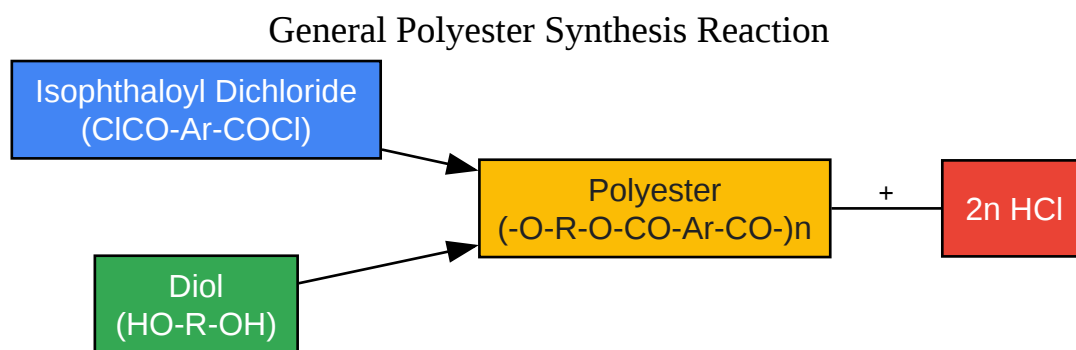 General Polyester Synthesis Reaction
Isophthaloyl Dichloride
(ClCO-Ar-COCl)
Polyester
(-O-R-O-CO-Ar-CO-)n
+
2n HCl
Diol
(HO-R-OH)